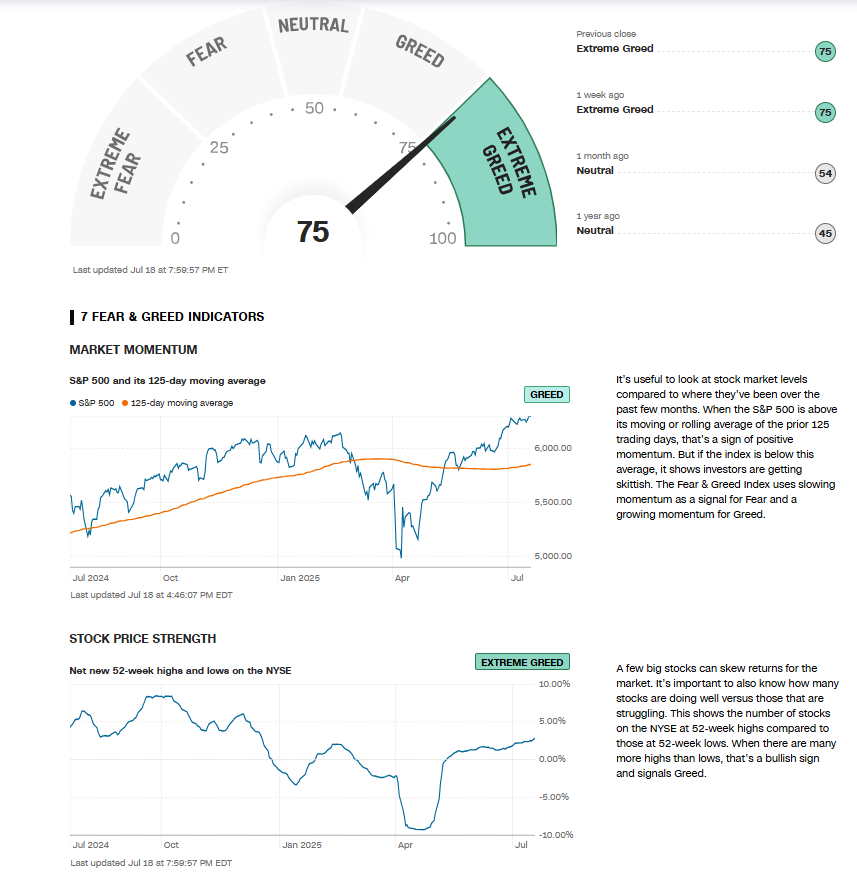 EXTREME
FEAR
FEAR
NEUTRAL
GREED
EXTREME
GREED
0
25
50
75
100
75
Last updated Jul 18 at 7:59:57 PM ET
Previous close
Extreme Greed
75
1 week ago
Extreme Greed
75
1 month ago
Neutral
54
1 year ago
Neutral
45
7 FEAR & GREED INDICATORS
MARKET MOMENTUM
S&P 500 and its 125-day moving average
GREED
S&P 500
125-day moving average
6,000.00
5,500.00
5,000.00
Jul 2024
Oct
Jan 2025
Apr
Jul
Last updated Jul 18 at 4:46:07 PM EDT
It's useful to look at stock market levels
compared to where they've been over the
past few months. When the S&P 500 is above
its moving or rolling average of the prior 125
trading days, that's a sign of positive
momentum. But if the index is below this
average, it shows investors are getting
skittish. The Fear & Greed Index uses slowing
momentum as a signal for Fear and a
growing momentum for Greed.
STOCK PRICE STRENGTH
Net new 52-week highs and lows on the NYSE
EXTREME GREED
10.00%
5.00%
0.00%
-5.00%
-10.00%
Jul 2024
Oct
Jan 2025
Apr
Jul
Last updated Jul 18 at 7:59:57 PM EDT
A few big stocks can skew returns for the
market. It's important to also know how many
stocks are doing well versus those that are
struggling. This shows the number of stocks
on the NYSE at 52-week highs compared to
those at 52-week lows. When there are many
more highs than lows, that's a bullish sign
and signals Greed.